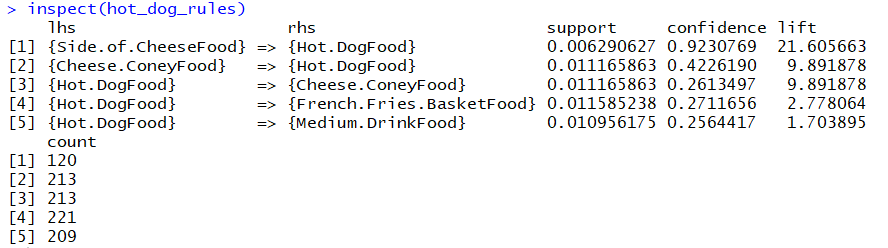 > inspect(hot_dog_rules)
    lhs                      rhs                       support     confidence lift
[1] {Side.of.CheeseFood} => {Hot.DogFood}             0.006290627 0.9230769 21.605663
[2] {Cheese.ConeyFood}   => {Hot.DogFood}             0.011165863 0.4226190  9.891878
[3] {Hot.DogFood}        => {Cheese.ConeyFood}        0.011165863 0.2613497  9.891878
[4] {Hot.DogFood}        => {French.Fries.BasketFood} 0.011585238 0.2711656  2.778064
[5] {Hot.DogFood}        => {Medium.DrinkFood}        0.010956175 0.2564417  1.703895
    count
[1] 120
[2] 213
[3] 213
[4] 221
[5] 209